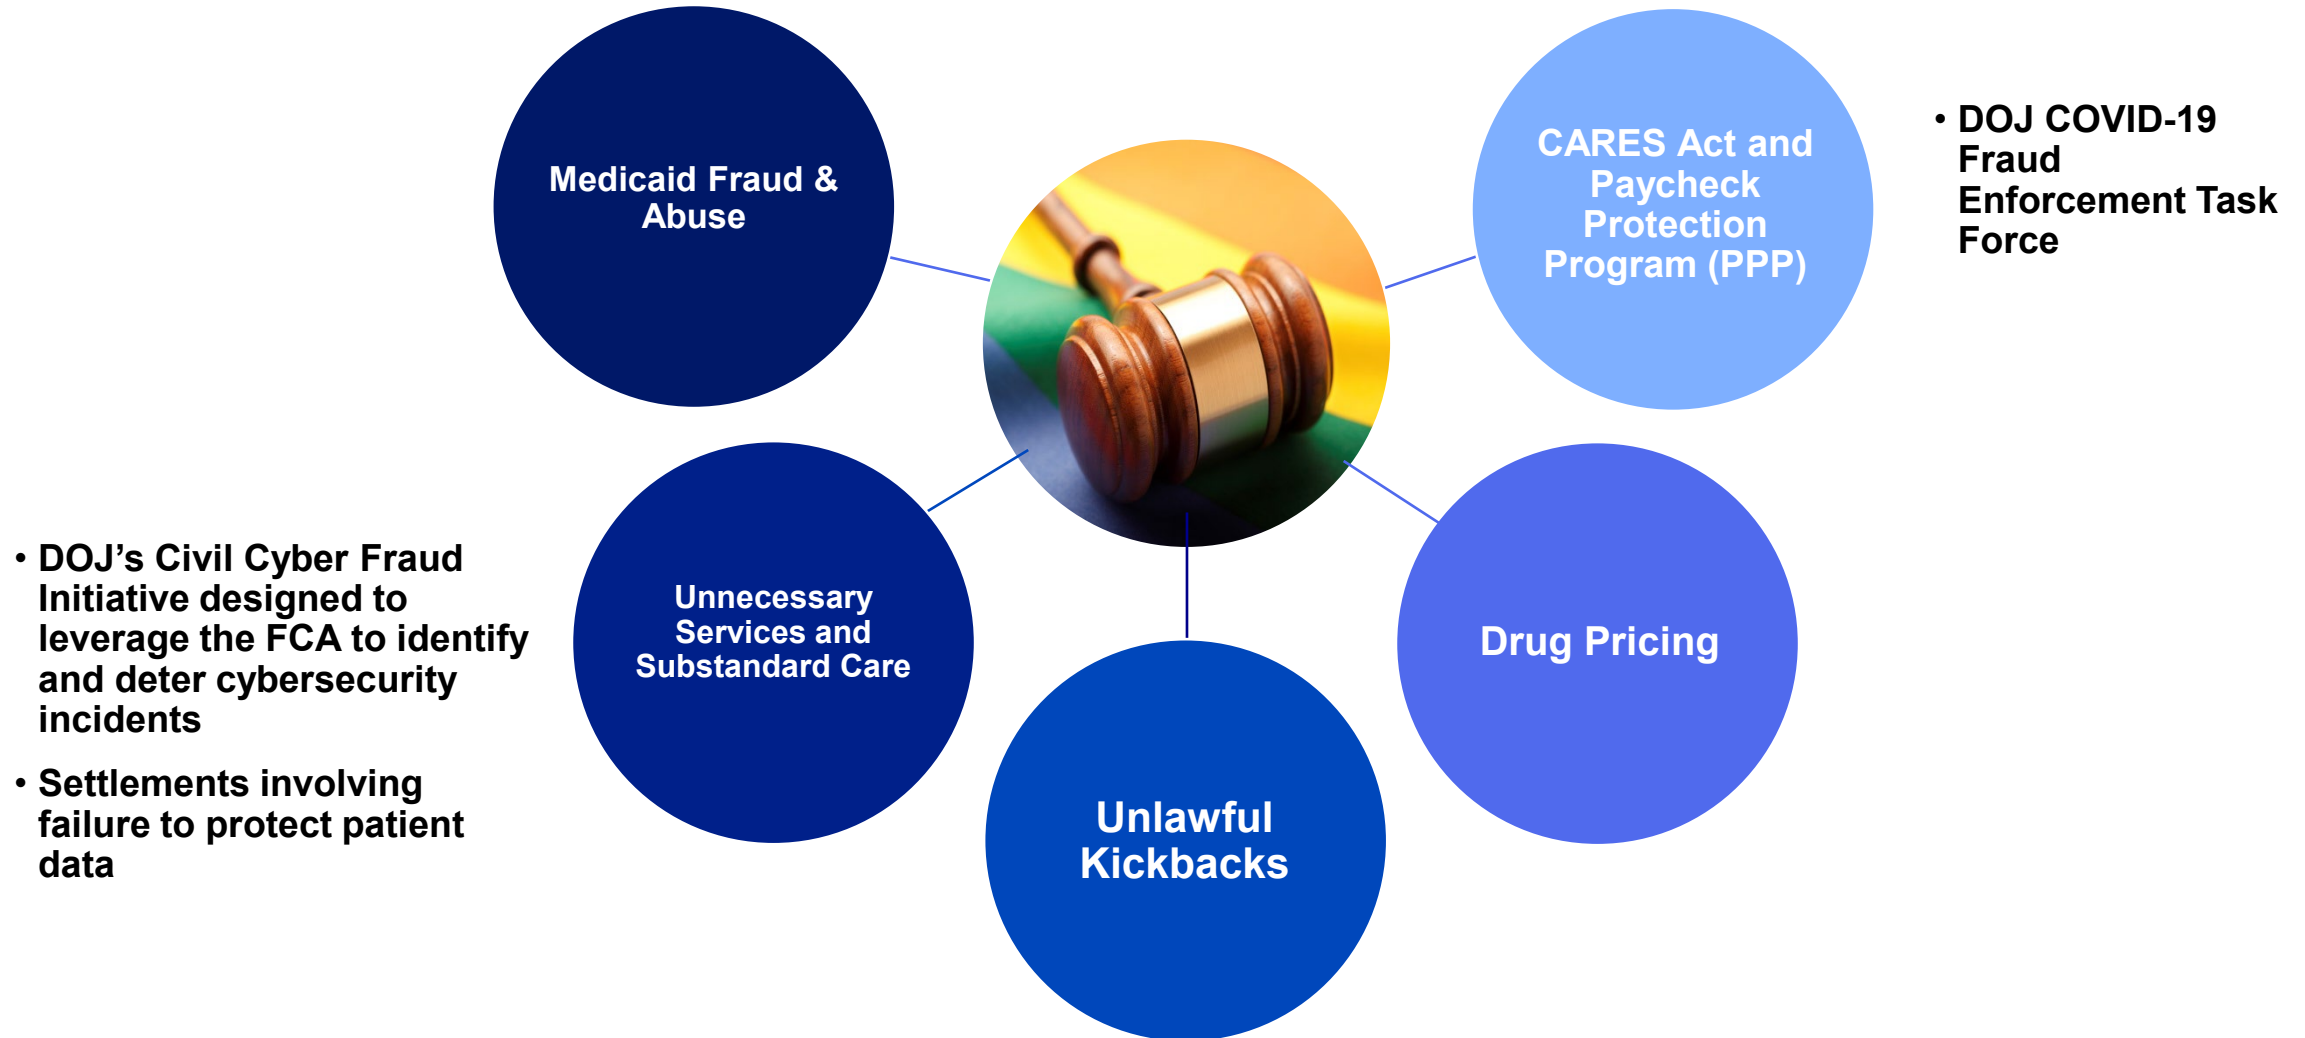 Medicaid Fraud &
Abuse
CARES Act and
Paycheck
Protection
Program (PPP)
• DOJ COVID-19
Fraud
Enforcement Task
Force
• DOJ’s Civil Cyber Fraud
Initiative designed to
leverage the FCA to identify
and deter cybersecurity
incidents
• Settlements involving
failure to protect patient
data
Unnecessary
Services and
Substandard Care
Unlawful
Kickbacks
Drug Pricing